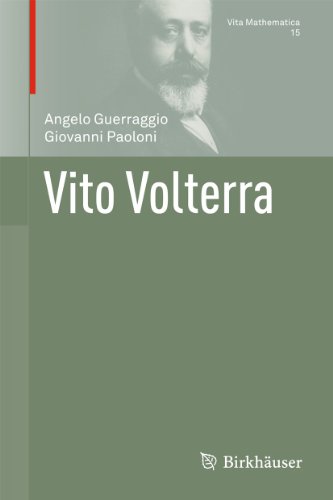 Vita Mathematica
15
Angelo Guerraggio
Giovanni Paoloni
Vito Volterra
Birkhäuser